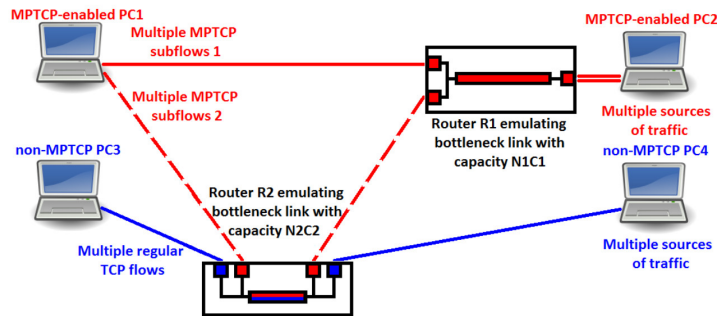 MPTCP-enabled PC1
Multiple MPTCP
subflows 1
MPTCP-enabled PC2
Multiple MPTCP
subflows 2
Multiple sources
of traffic
Router R1 emulating
bottleneck link with
capacity N1C1
non-MPTCP PC3
non-MPTCP PC4
Router R2 emulating
bottleneck link with
capacity N2C2
Multiple regular
TCP flows
Multiple sources
of traffic